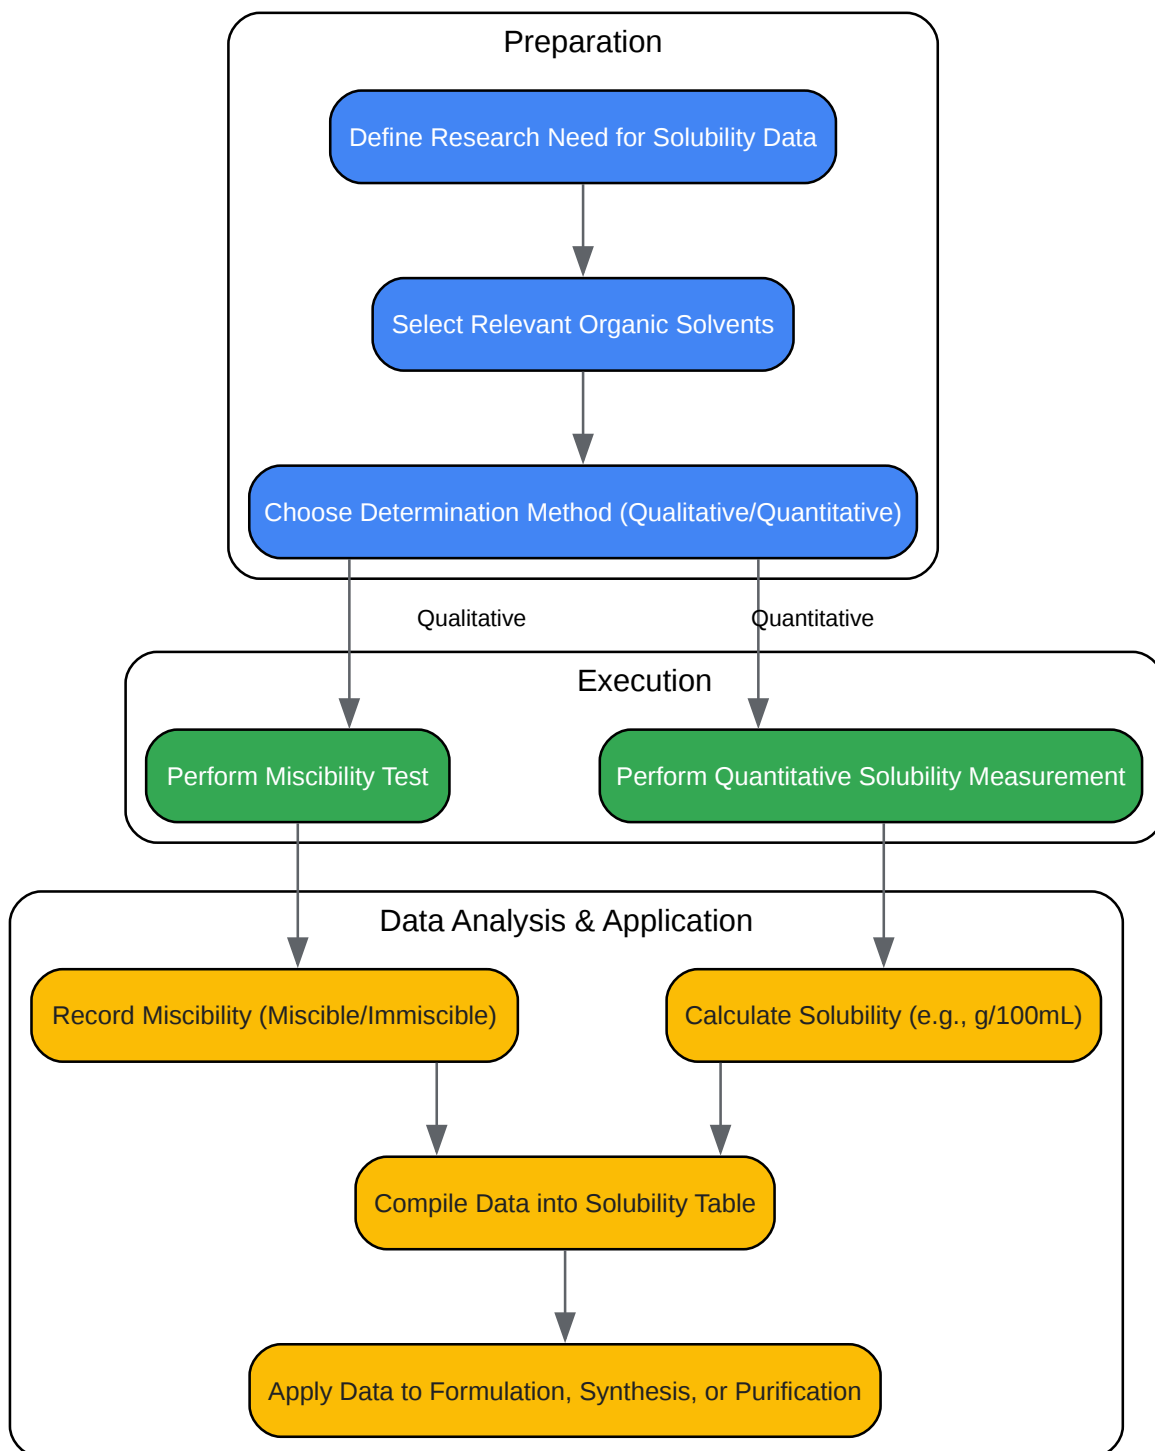 Preparation
Define Research Need for Solubility Data
Select Relevant Organic Solvents
Choose Determination Method (Qualitative/Quantitative)
Qualitative
Quantitative
Execution
Perform Miscibility Test
Perform Quantitative Solubility Measurement
Data Analysis & Application
Record Miscibility (Miscible/Immiscible)
Calculate Solubility (e.g., g/100mL)
Compile Data into Solubility Table
Apply Data to Formulation, Synthesis, or Purification